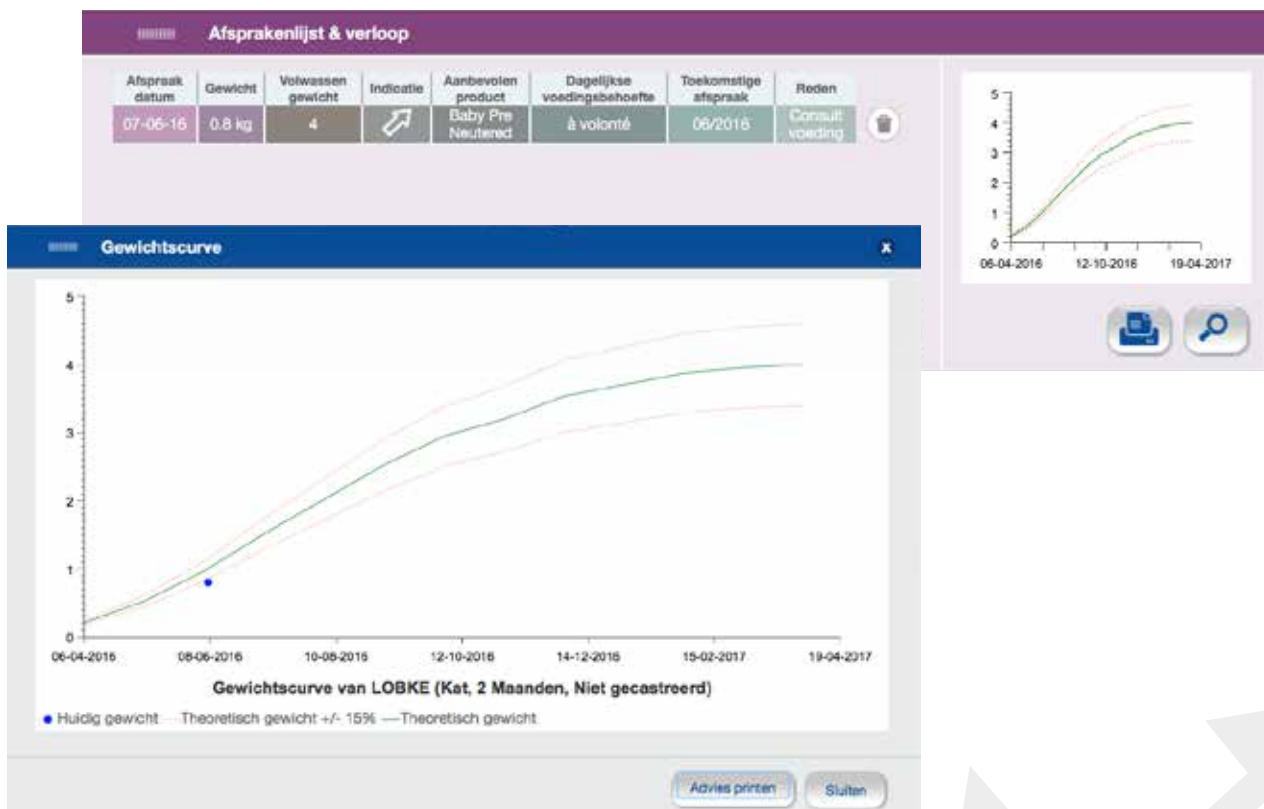 Afsprakenlijst & verloop
Afspraak datum Gewicht Volwassen gewicht Indicatie Aanbevolen product Dagelijkse voedingsbehoefte Toekomstige afspraak Reden
07-06-16 0.8 kg 4 Baby Pre Neutered à volonté 06/2016 Consult voeding
5
4
3
2
1
0
06-04-2016 12-10-2016 19-04-2017
Gewichtscurve
x
5
4
3
2
1
0
06-04-2016 08-06-2016 10-08-2016 12-10-2016 14-12-2016 15-02-2017 19-04-2017
Gewichtscurve van LOBKE (Kat, 2 Maanden, Niet gecastreerd)
Huidig gewicht Theoretisch gewicht +/- 15% Theoretisch gewicht
Advies printen Sluiten